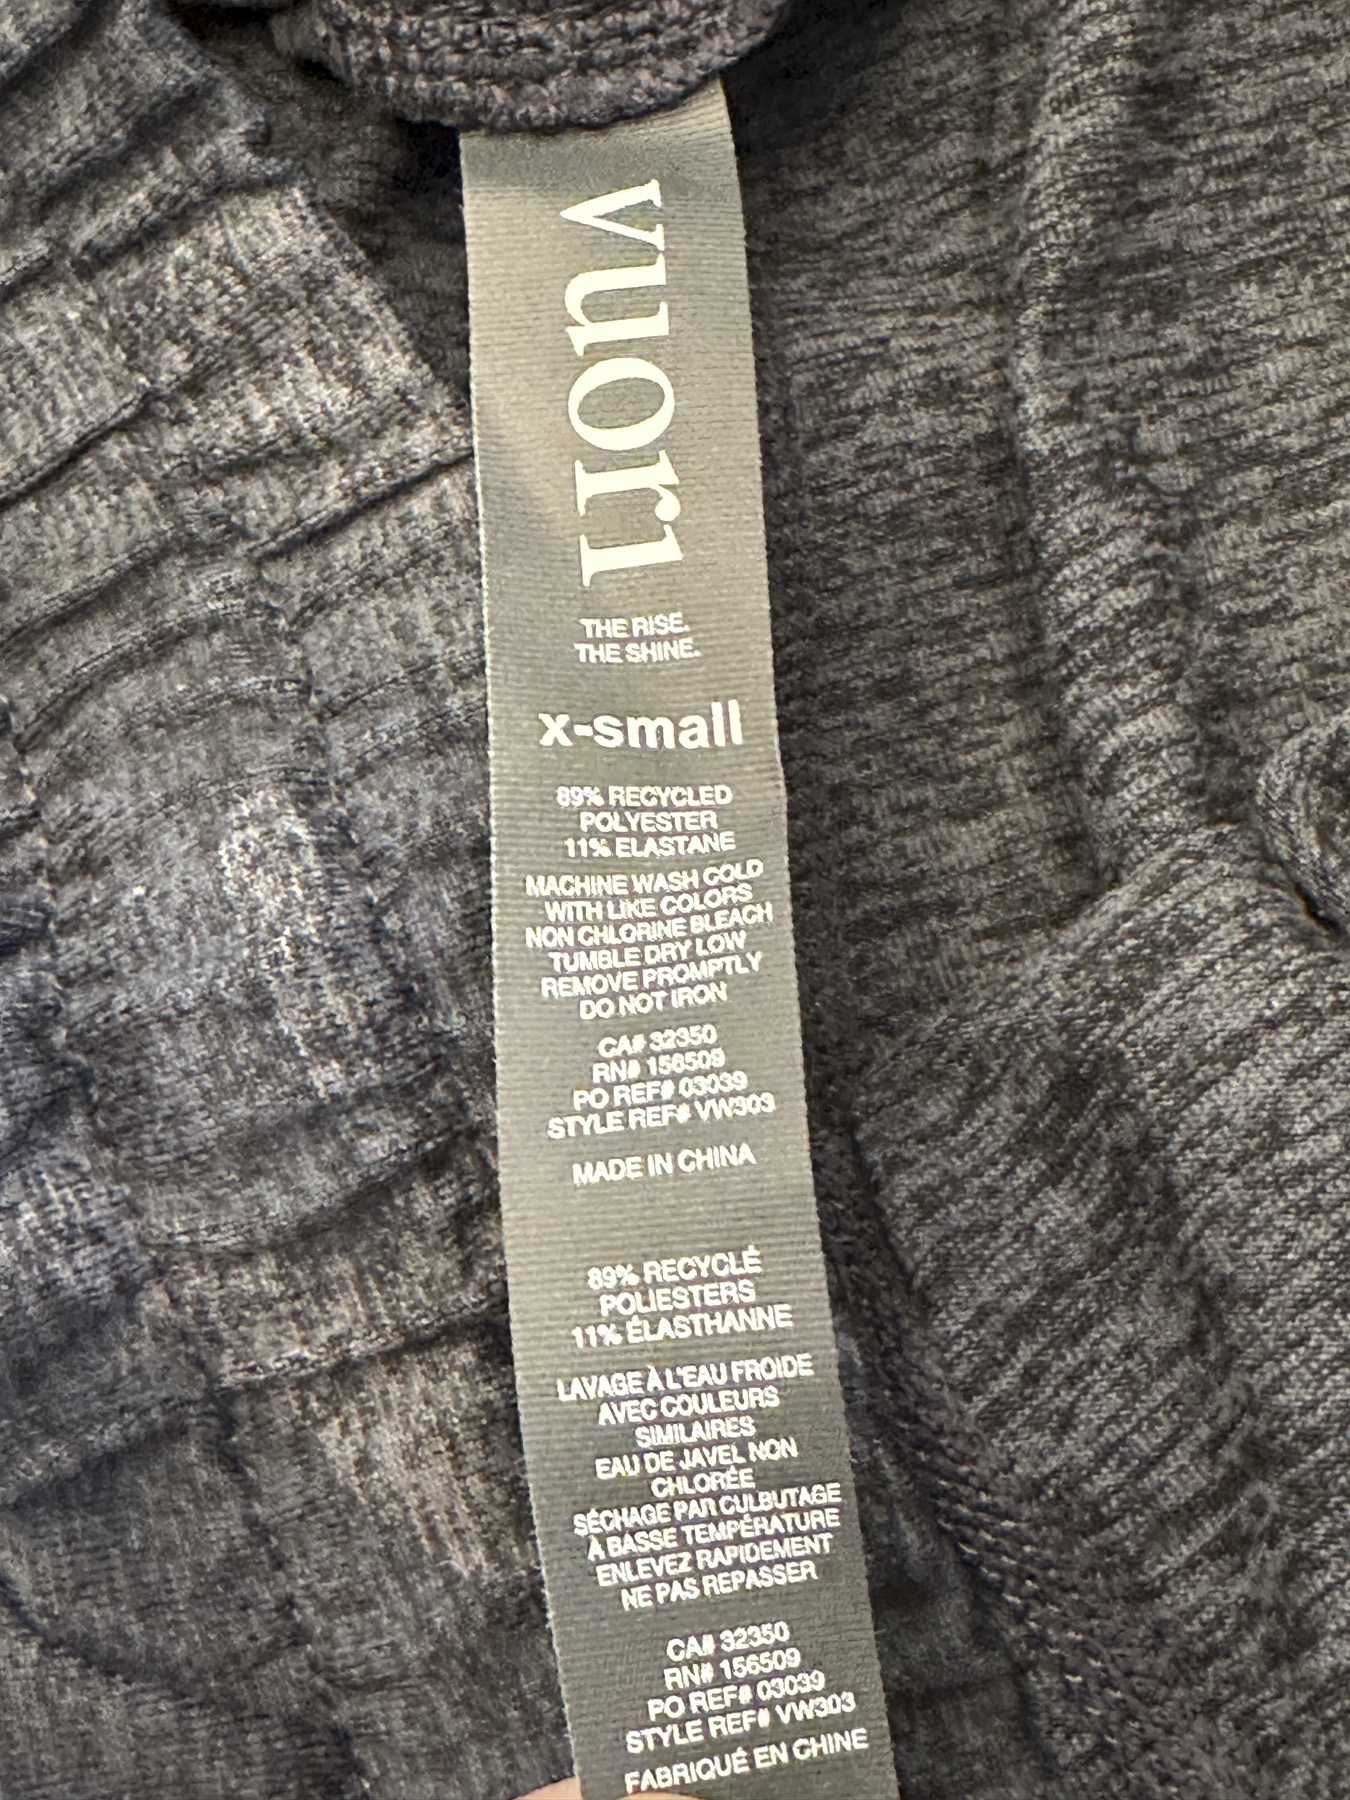 vuori
THE RISE.
THE SHINE.
x-small
89% RECYCLED
POLYESTER
11% ELASTANE
MACHINE WASH COLD
WITH LIKE COLORS
NON CHLORINE BLEACH
TUMBLE DRY LOW
REMOVE PROMPTLY
DO NOT IRON
CA# 32350
RN# 156509
PO REF# 03039
STYLE REF# VW303
MADE IN CHINA
89% RECYCLÉ
POLIESTERS
11% ÉLASTHANNE
LAVAGE À L'EAU FROIDE
AVEC COULEURS
SIMILAIRES
EAU DE JAVEL NON
CHLORÉE
SÉCHAGE PAR CULBUTAGE
À BASSE TEMPÉRATURE
ENLEVEZ RAPIDEMENT
NE PAS REPASSER
CA# 32350
RN# 156509
PO REF# 03039
STYLE REF# VW303
FABRIQUÉ EN CHINE